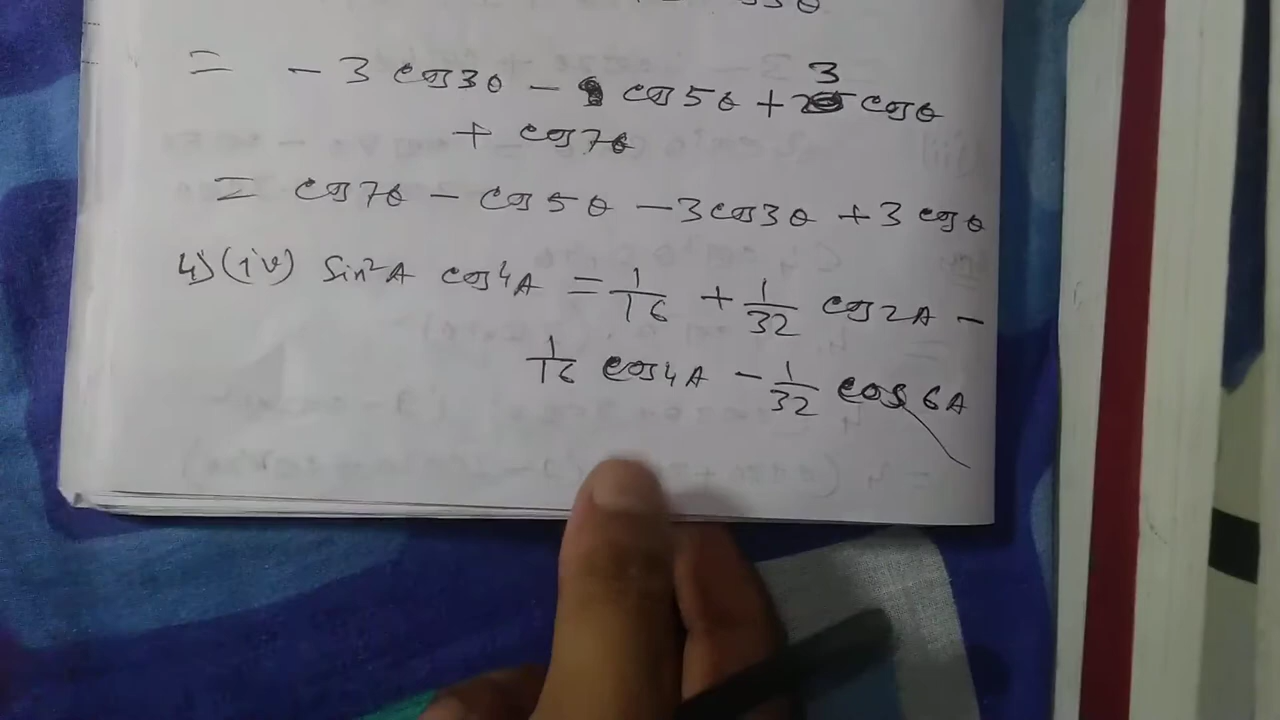 = - 3 cos3θ - cos5θ + 3 cosθ
+ cos7θ
= cos7θ - cos5θ - 3cos3θ + 3 cosθ
4) (iv) sin²A cos⁴A = 1/16 + 1/32 cos2A -
1/16 cos4A - 1/32 cos6A